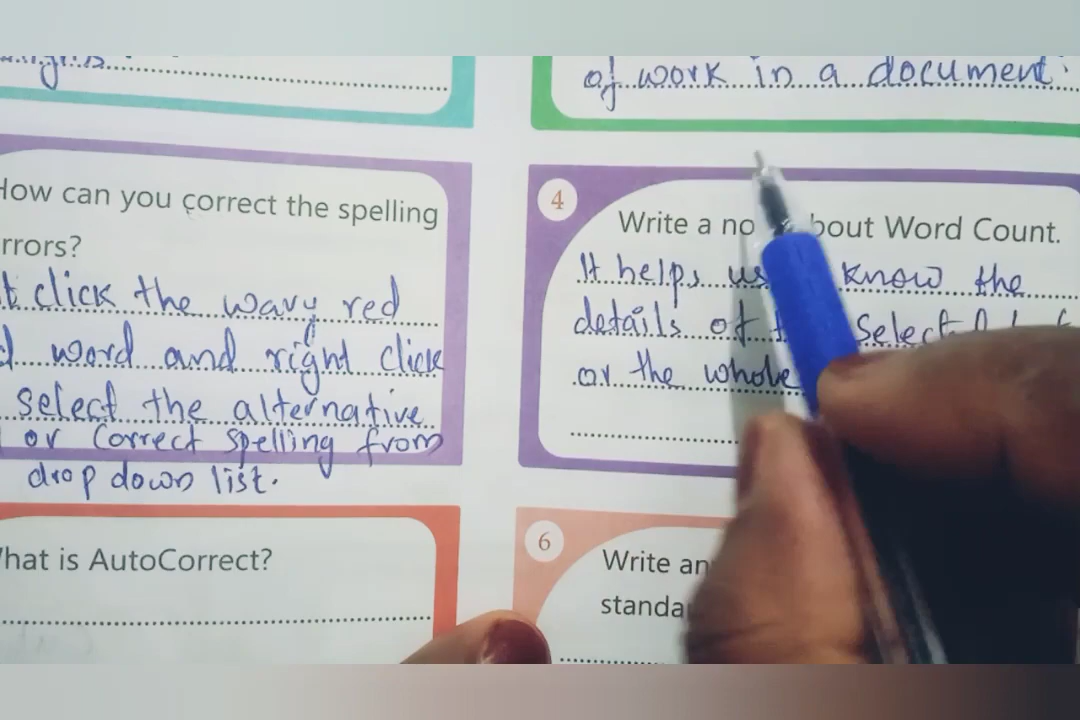 of work in a document.
How can you correct the spelling
rrors?
t click the wavy red
d word and right click
select the alternative
or correct spelling from
drop down list.
4
Write a no bout Word Count.
It helps us know the
details of
or the whole
What is AutoCorrect?
6
Write an
standa